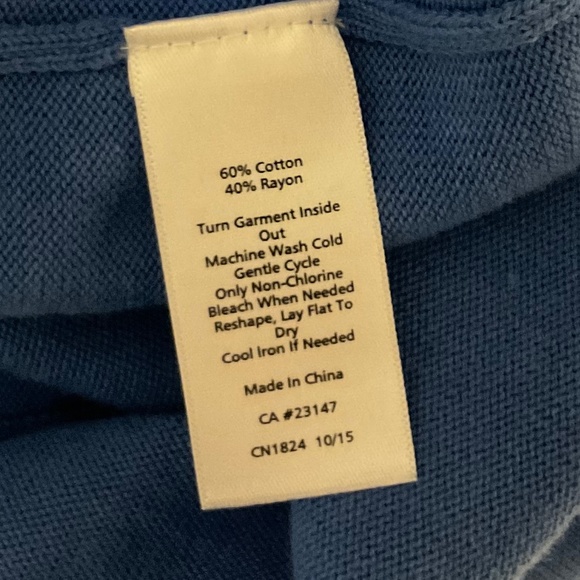 60% Cotton
40% Rayon
Turn Garment Inside
Out
Machine Wash Cold
Gentle Cycle
Only Non-Chlorine
Bleach When Needed
Reshape, Lay Flat To
Dry
Cool Iron If Needed
Made In China
CA #23147
CN1824 10/15